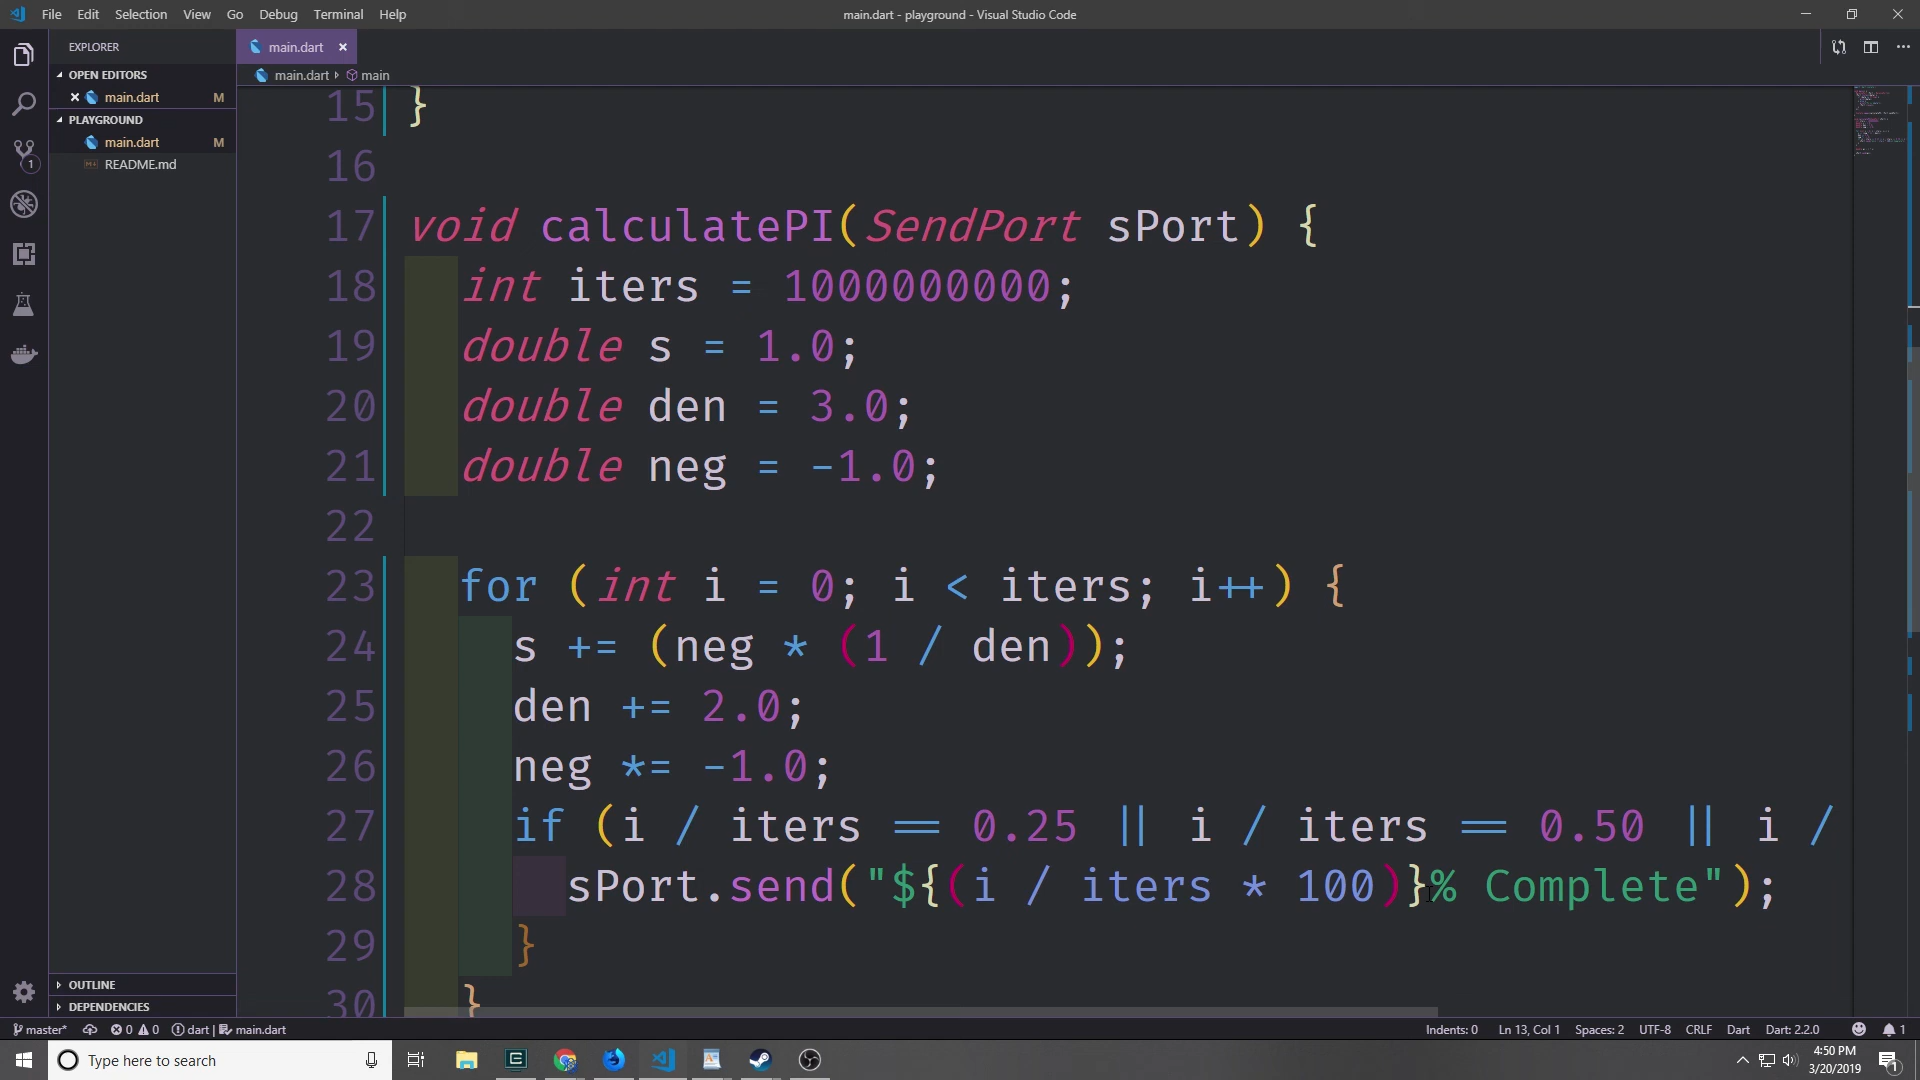 File Edit Selection View Go Debug Terminal Help
main.dart - playground - Visual Studio Code
EXPLORER
main.dart
OPEN EDITORS
main.dart M
main.dart main
PLAYGROUND
main.dart M
README.md
1
15 }
16
17 void calculatePI(SendPort sPort) {
18 int iters = 1000000000;
19 double s = 1.0;
20 double den = 3.0;
21 double neg = -1.0;
22
23 for (int i = 0; i < iters; i++) {
24 s += (neg * (1 / den));
25 den += 2.0;
26 neg *= -1.0;
27 if (i / iters == 0.25 || i / iters == 0.50 || i /
28 sPort.send("${(i / iters * 100)}% Complete");
29 }
30 }
OUTLINE
DEPENDENCIES
master* 0 0 dart | main.dart Indents: 0 Ln 13, Col 1 Spaces: 2 UTF-8 CRLF Dart Dart: 2.2.0 1
Type here to search
4:50 PM
3/20/2019
1